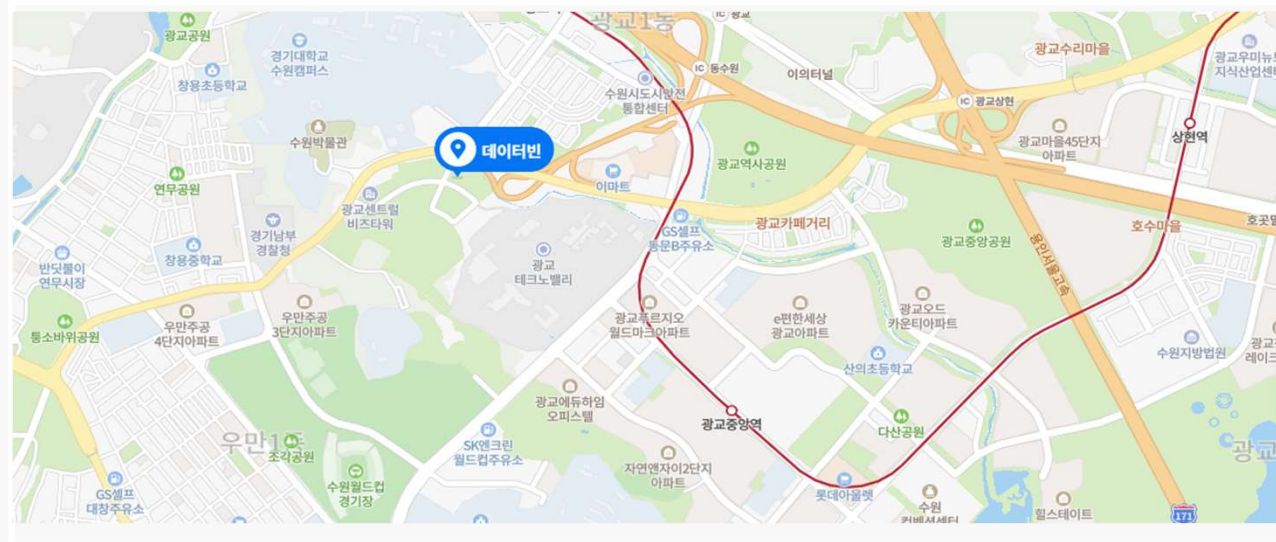 광교1동
IC 광교
광교공원
경기대학교
수원캠퍼스
창용초등학교
IC 동수원
이의터널
광교수리마을
지식산업센
수원시도시안전
통합센터
IC 광교상현
수원박물관
데이터빈
광교역사공원
광교마을45단지
아파트
상현역
연무공원
이마트
광교센트럴
비즈타워
경기남부
경찰청
GS셀프
동문B주유소
광교카페거리
광교중앙공원
호수마을
창용중학교
반딧불이
연무시장
광교
테크노밸리
용인서울고속
통소바위공원
우만주공
4단지아파트
우만주공
3단지아파트
광교푸르지오
월드마크아파트
e편한세상
광교아파트
광교오드
카운티아파트
수원지방법원
산의초등학교
광교에듀하임
오피스텔
광교중앙역
다산공원
우만1동
조각공원
SK엔크린
월드컵주유소
자연앤자이2단지
아파트
수원월드컵
경기장
GS셀프
대창주유소
롯데아울렛
수원
컨벤션센터
힐스테이트
171